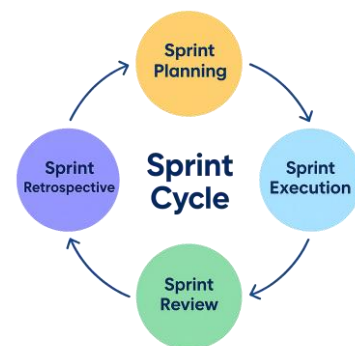 Sprint
Planning
Sprint
Execution
Sprint
Review
Sprint
Retrospective
Sprint
Cycle